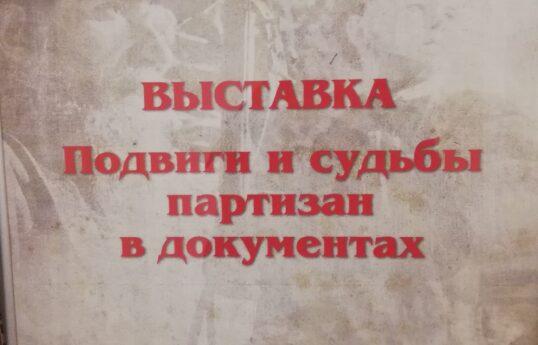 ВЫСТАВКА
Подвиги и судьбы
партизан
в документах